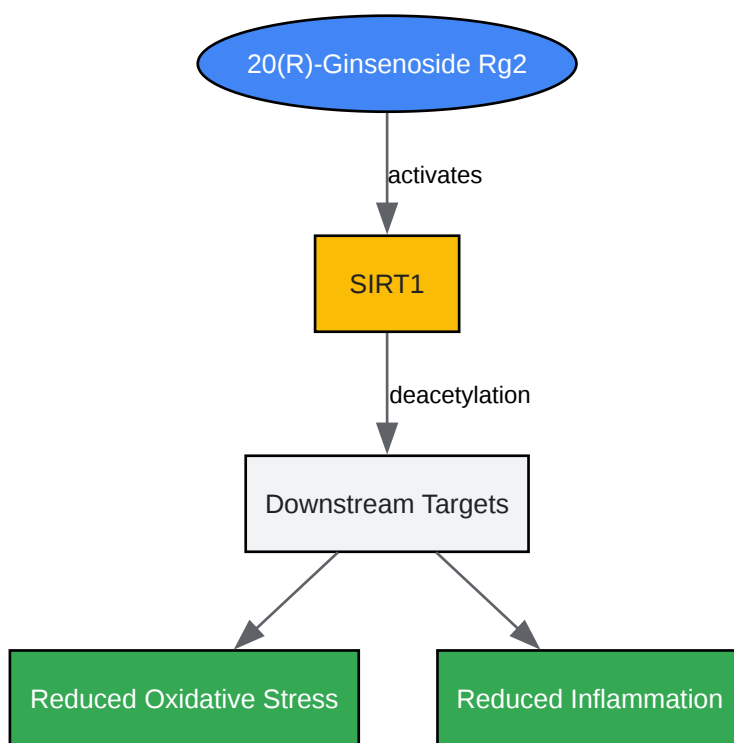 20(R)-Ginsenoside Rg2
activates
SIRT1
deacetylation
Downstream Targets
Reduced Oxidative Stress
Reduced Inflammation